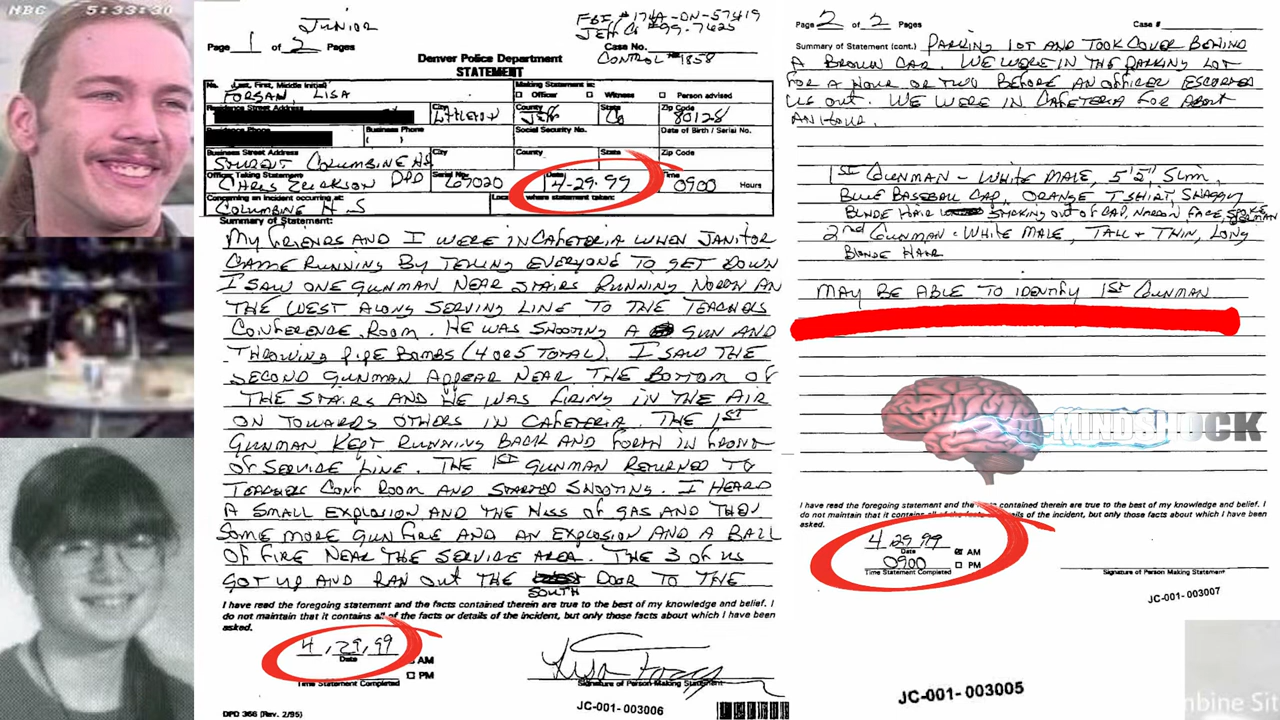 NBC 5:33:30
JUNIOR
FBI #174A-DN-57419
JEFF CO #99-7625
Page 1 of 2 Pages
Case No.
CONTROL #1858
Denver Police Department
STATEMENT
Last, First, Middle Initial
Making Statement is:
FORSAN LISA
Officer Witness Person advised
Residence Street Address
City LITTLETON
County JEFF
State CO
Zip Code 80128
Residence Phone
Business Phone
Social Security No.
Date of Birth / Serial No.
Business Street Address
STUDENT COLUMBINE HS
City
County
State
Zip Code
Officer Taking Statement
CHRIS ERICKSON DPD
Serial No. L67020
Date 4-29-99
Time 0900 Hours
Concerning an incident occuring at:
COLUMBINE H S
where statement taken:
Summary of Statement:
MY FRIENDS AND I WERE IN CAFETERIA WHEN JANITOR
CAME RUNNING BY TELLING EVERYONE TO GET DOWN
I SAW ONE GUNMAN NEAR STAIRS RUNNING NORTH AN
THE WEST ALONG SERVING LINE TO THE TEACHERS
CONFERENCE ROOM. HE WAS SHOOTING A GUN AND
THROWING PIPE BOMBS (4 OR 5 TOTAL). I SAW THE
SECOND GUNMAN APPEAR NEAR THE BOTTOM OF
THE STAIRS AND HE WAS FIRING IN THE AIR
ON TOWARDS OTHERS IN CAFETERIA. THE 1ST
GUNMAN KEPT RUNNING BACK AND FORTH IN FRONT
OF SERVICE LINE. THE 1ST GUNMAN RETURNED TO
TEACHERS CONF ROOM AND STARTED SHOOTING. I HEARD
A SMALL EXPLOSION AND THE HISS OF GAS AND THEN
SOME MORE GUN FIRE AND AN EXPLOSION AND A BALL
OF FIRE NEAR THE SERVICE AREA. THE 3 OF US
GOT UP AND RAN OUT THE DOOR TO THE
SOUTH
I have read the foregoing statement and the facts contained therein are true to the best of my knowledge and belief. I
do not maintain that it contains all of the facts or details of the incident, but only those facts about which I have been
asked.
4.29.99
Date
AM
PM
Time Statement Completed
Signature of Person Making Statement
DPD 366 (Rev. 2/95)
JC-001-003006
Page 2 of 2 Pages
Case #
Summary of Statement (cont.) PARKING LOT AND TOOK COVER BEHIND
A BROWN CAR. WE WERE IN THE PARKING LOT
FOR A HOUR OR TWO BEFORE AN OFFICER ESCORTED
US OUT. WE WERE IN CAFETERIA FOR ABOUT
AN HOUR.
1ST GUNMAN - WHITE MALE, 5'2" SLIM
BLUE BASEBALL CAP, ORANGE T SHIRT, SHAGGY
BLONDE HAIR OUT OF CAP, NARROW FACE,
2nd GUNMAN - WHITE MALE, TALL + THIN, LONG
BLONDE HAIR
MAY BE ABLE TO IDENTIFY 1ST GUNMAN
MINDSHOCK
I have read the foregoing statement and the facts contained therein are true to the best of my knowledge and belief. I
do not maintain that it contains all of the facts or details of the incident, but only those facts about which I have been
asked.
4.29.99
Date
AM
0900
PM
Time Statement Completed
Signature of Person Making Statement
JC-001-003007
JC-001-003005
mbine Sit